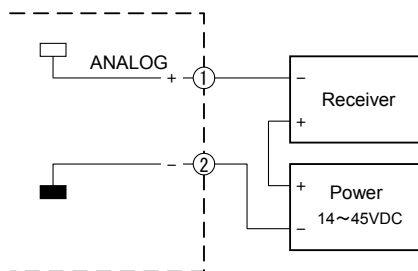 ANALOG
+ 1 −
− 2
Receiver
+
+
Power
14～45VDC
−